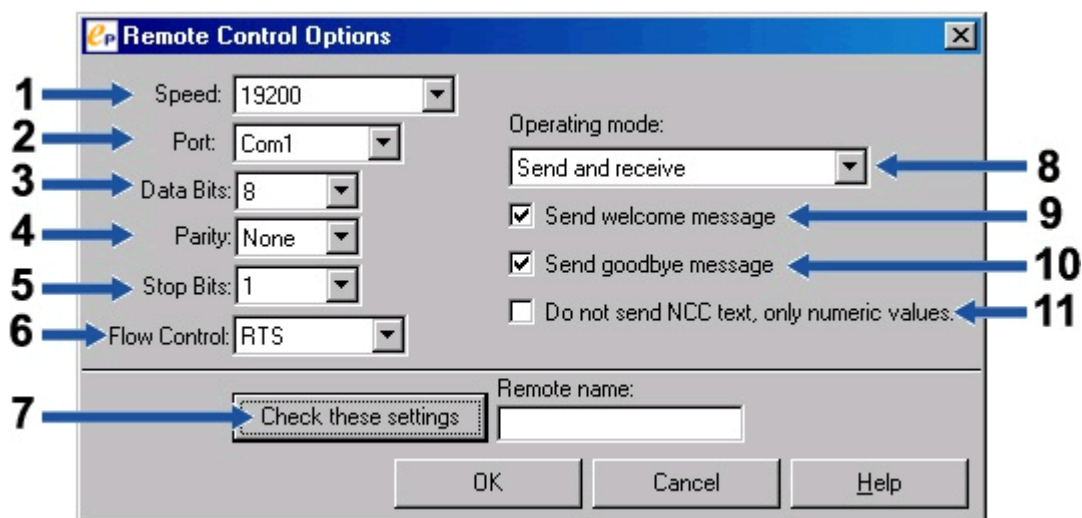 eP Remote Control Options
1 Speed: 19200
2 Port: Com1
3 Data Bits: 8
4 Parity: None
5 Stop Bits: 1
6 Flow Control: RTS
Operating mode:
Send and receive 8
Send welcome message 9
Send goodbye message 10
Do not send NCC text, only numeric values. 11
7 Check these settings
Remote name:
OK Cancel Help